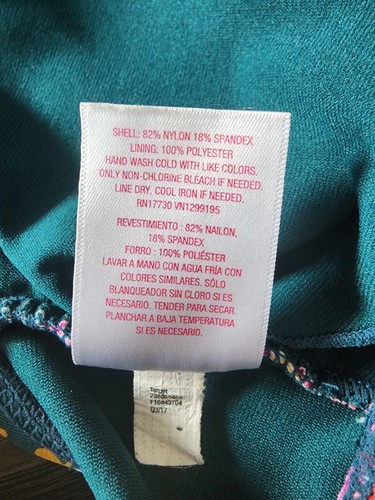 SHELL: 82% NYLON 18% SPANDEX
LINING: 100% POLYESTER
HAND WASH COLD WITH LIKE COLORS.
ONLY NON-CHLORINE BLEACH IF NEEDED.
LINE DRY. COOL IRON IF NEEDED.
RN17730 VN1299195
REVESTIMIENTO : 82% NAILON,
18% SPANDEX
FORRO : 100% POLIÉSTER
LAVAR A MANO CON AGUA FRÍA CON
COLORES SIMILARES. SÓLO
BLANQUEADOR SIN CLORO SI ES
NECESARIO. TENDER PARA SECAR.
PLANCHAR A BAJA TEMPERATURA
SI ES NECESARIO.
Target
03/17